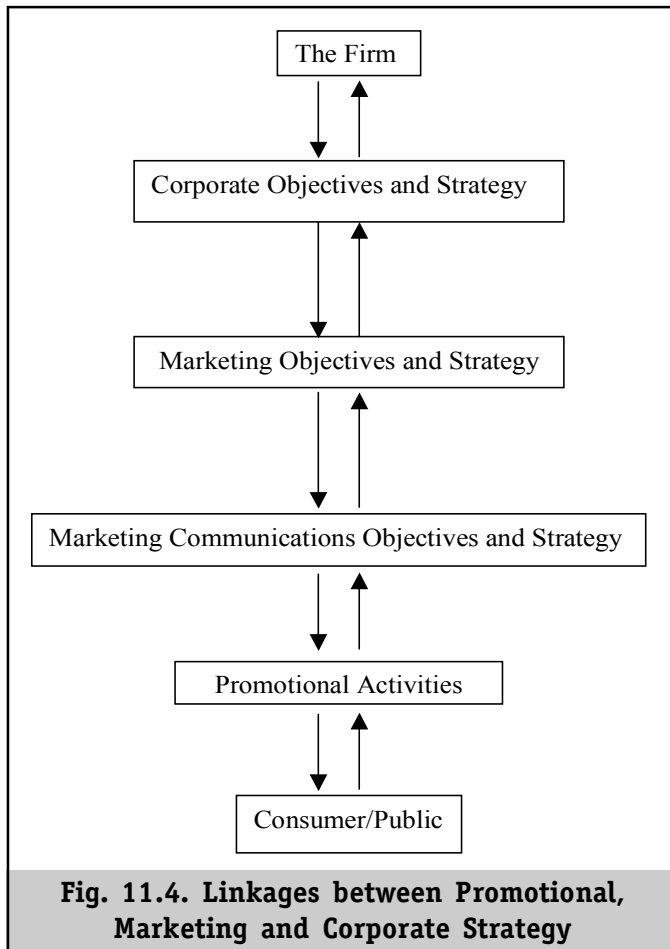 The Firm
Corporate Objectives and Strategy
Marketing Objectives and Strategy
Marketing Communications Objectives and Strategy
Promotional Activities
Consumer/Public
Fig. 11.4. Linkages between Promotional,
Marketing and Corporate Strategy